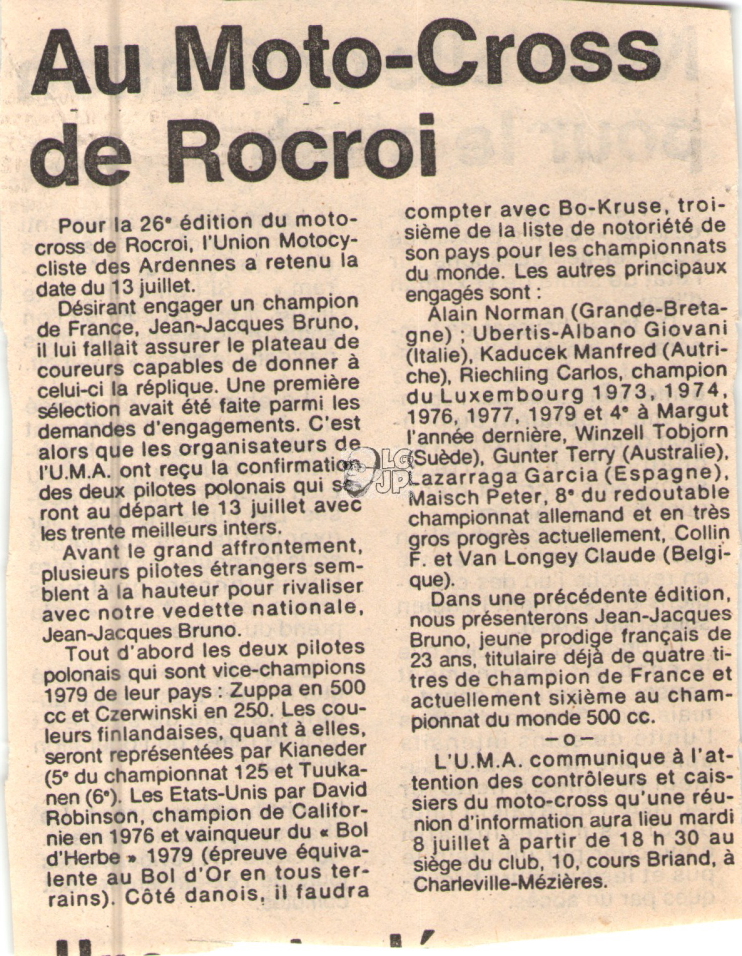 Au Moto-Cross
de Rocroi
Pour la 26e édition du moto-
cross de Rocroi, l'Union Motocy-
cliste des Ardennes a retenu la
date du 13 juillet.
Désirant engager un champion
de France, Jean-Jacques Bruno,
il lui fallait assurer le plateau de
coureurs capables de donner à
celui-ci la réplique. Une première
sélection avait été faite parmi les
demandes d'engagements. C'est
alors que les organisateurs de
l'U.M.A. ont reçu la confirmation
des deux pilotes polonais qui se-
ront au départ le 13 juillet avec
les trente meilleurs inters.
Avant le grand affrontement,
plusieurs pilotes étrangers sem-
blent à la hauteur pour rivaliser
avec notre vedette nationale,
Jean-Jacques Bruno.
Tout d'abord les deux pilotes
polonais qui sont vice-champions
1979 de leur pays : Zuppa en 500
cc et Czerwinski en 250. Les cou-
leurs finlandaises, quant à elles,
seront représentées par Kianeder
(5e du championnat 125 et Tuuka-
nen (6e). Les Etats-Unis par David
Robinson, champion de Califor-
nie en 1976 et vainqueur du « Bol
d'Herbe » 1979 (épreuve équiva-
lente au Bol d'Or en tous ter-
rains). Côté danois, il faudra
compter avec Bo-Kruse, troi-
sième de la liste de notoriété de
son pays pour les championnats
du monde. Les autres principaux
engagés sont :
Alain Norman (Grande-Breta-
gne) ; Ubertis-Albano Giovani
(Italie), Kaducek Manfred (Autri-
che), Riechling Carlos, champion
du Luxembourg 1973, 1974,
1976, 1977, 1979 et 4e à Margut
l'année dernière, Winzell Tobjorn
(Suède), Gunter Terry (Australie),
Lazarraga Garcia (Espagne),
Maisch Peter, 8e du redoutable
championnat allemand et en très
gros progrès actuellement, Collin
F. et Van Longey Claude (Belgi-
que).
Dans une précédente édition,
nous présenterons Jean-Jacques
Bruno, jeune prodige français de
23 ans, titulaire déjà de quatre ti-
tres de champion de France et
actuellement sixième au cham-
pionnat du monde 500 cc.
—o—
L'U.M.A. communique à l'at-
tention des contrôleurs et cais-
siers du moto-cross qu'une réu-
nion d'information aura lieu mardi
8 juillet à partir de 18 h 30 au
siège du club, 10, cours Briand, à
Charleville-Mézières.
LG
JP